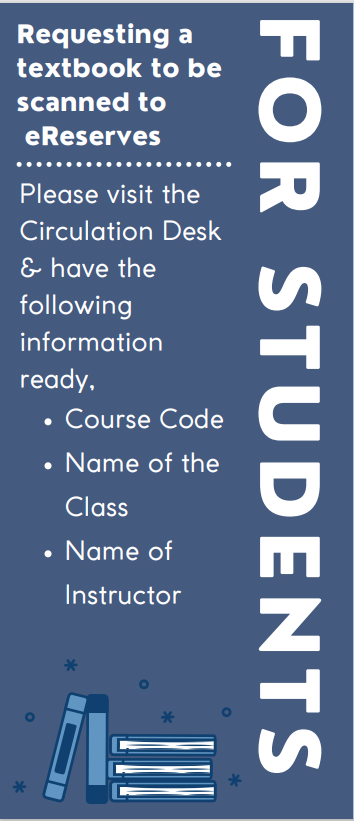 Requesting a
textbook to be
scanned to
eReserves
Please visit the
Circulation Desk
& have the
following
information
ready,
• Course Code
• Name of the
Class
• Name of
Instructor
FOR STUDENTS